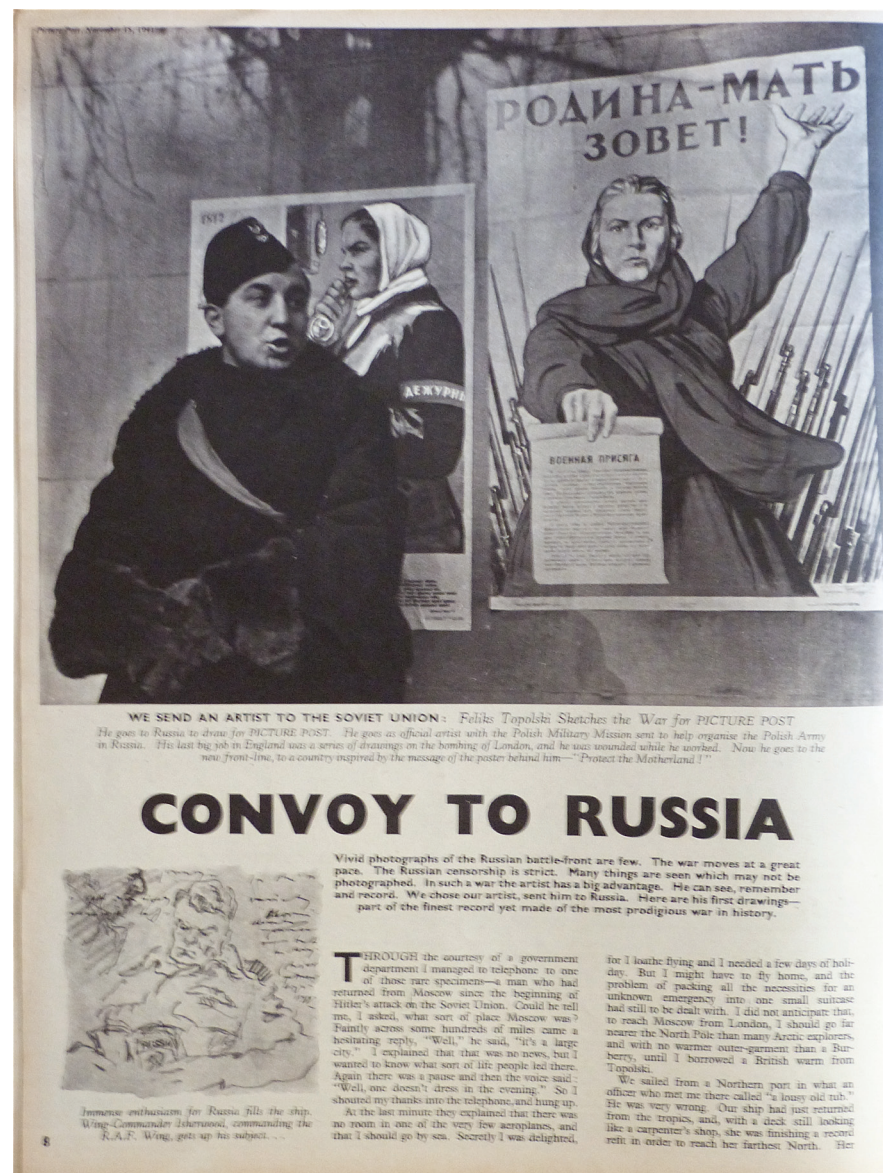 Picture Post, November 15, 1941
1812
РОДИНА-МАТЬ
ЗОВЕТ!
ДЕЖУРН
ВОЕННАЯ ПРИСЯГА
WE SEND AN ARTIST TO THE SOVIET UNION: Feliks Topolski Sketches the War for PICTURE POST
He goes to Russia to draw for PICTURE POST. He goes as official artist with the Polish Military Mission sent to help organise the Polish Army
in Russia. His last big job in England was a series of drawings on the bombing of London, and he was wounded while he worked. Now he goes to the
new front-line, to a country inspired by the message of the poster behind him—"Protect the Motherland!"
CONVOY TO RUSSIA
Vivid photographs of the Russian battle-front are few. The war moves at a great
pace. The Russian censorship is strict. Many things are seen which may not be
photographed. In such a war the artist has a big advantage. He can see, remember
and record. We chose our artist, sent him to Russia. Here are his first drawings—
part of the finest record yet made of the most prodigious war in history.
RUSSIA
Immense enthusiasm for Russia fills the ship.
Wing-Commander Isherwood, commanding the
R.A.F. Wing, gets up his subject. . . .
8
THROUGH the courtesy of a government
department I managed to telephone to one
of those rare specimens—a man who had
returned from Moscow since the beginning of
Hitler's attack on the Soviet Union. Could he tell
me, I asked, what sort of place Moscow was?
Faintly across some hundreds of miles came a
hesitating reply, "Well," he said, "it's a large
city." I explained that that was no news, but I
wanted to know what sort of life people led there.
Again there was a pause and then the voice said:
"Well, one doesn't dress in the evening." So I
shouted my thanks into the telephone, and hung up.
At the last minute they explained that there was
no room in one of the very few aeroplanes, and
that I should go by sea. Secretly I was delighted,
for I loathe flying and I needed a few days of holi-
day. But I might have to fly home, and the
problem of packing all the necessities for an
unknown emergency into one small suitcase
had still to be dealt with. I did not anticipate that,
to reach Moscow from London, I should go far
nearer the North Pole than many Arctic explorers,
and with no warmer outer-garment than a Bur-
berry, until I borrowed a British warm from
Topolski.
We sailed from a Northern port in what an
officer who met me there called "a lousy old tub."
He was very wrong. Our ship had just returned
from the tropics, and, with a deck still looking
like a carpenter's shop, she was finishing a record
refit in order to reach her farthest North. Her